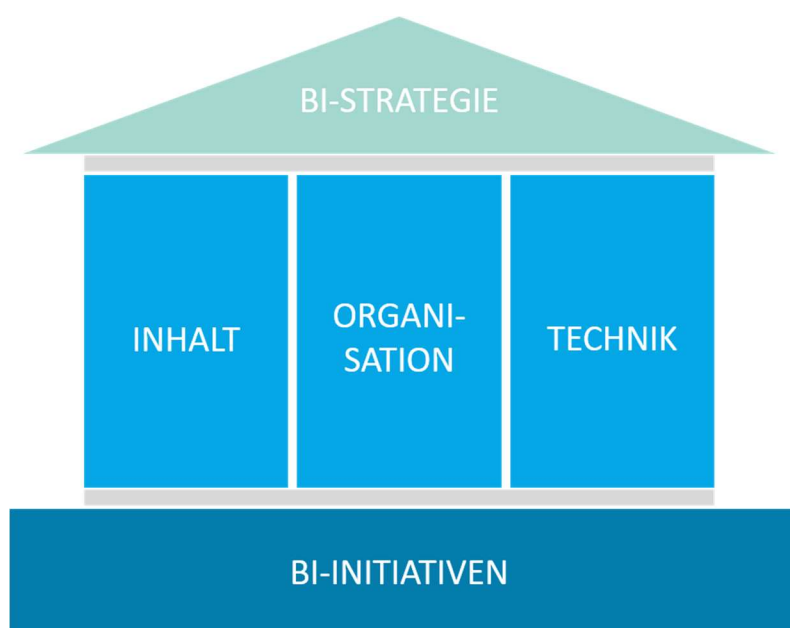 BI-STRATEGIE
INHALT
ORGANI-
SATION
TECHNIK
BI-INITIATIVEN